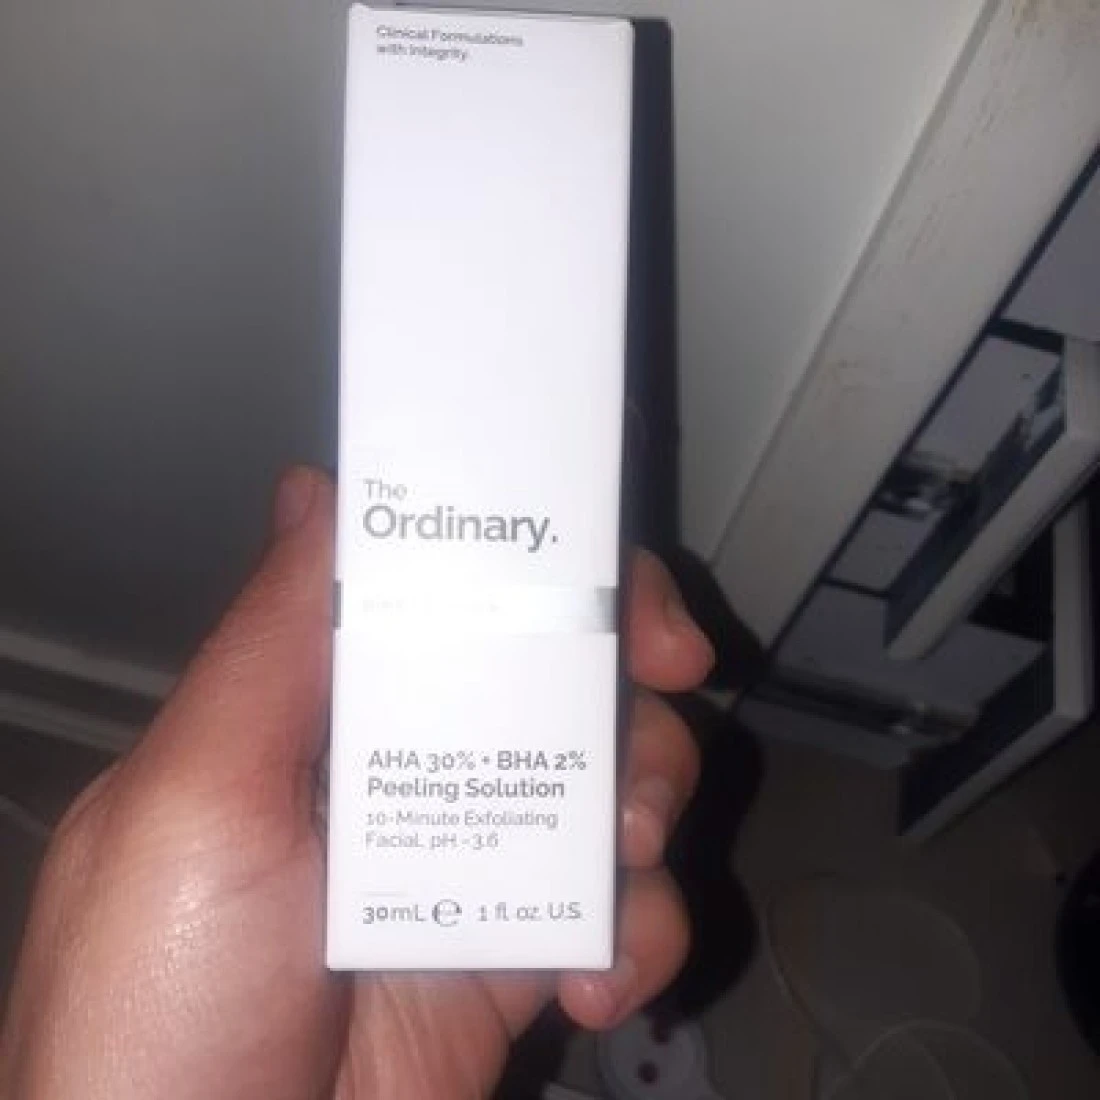 Clinical Formulations
with Integrity.
The
Ordinary.
AHA 30% + BHA 2%
Peeling Solution
10-Minute Exfoliating
Facial, pH ~3.6
30mL ℮ 1 fl oz. U.S.